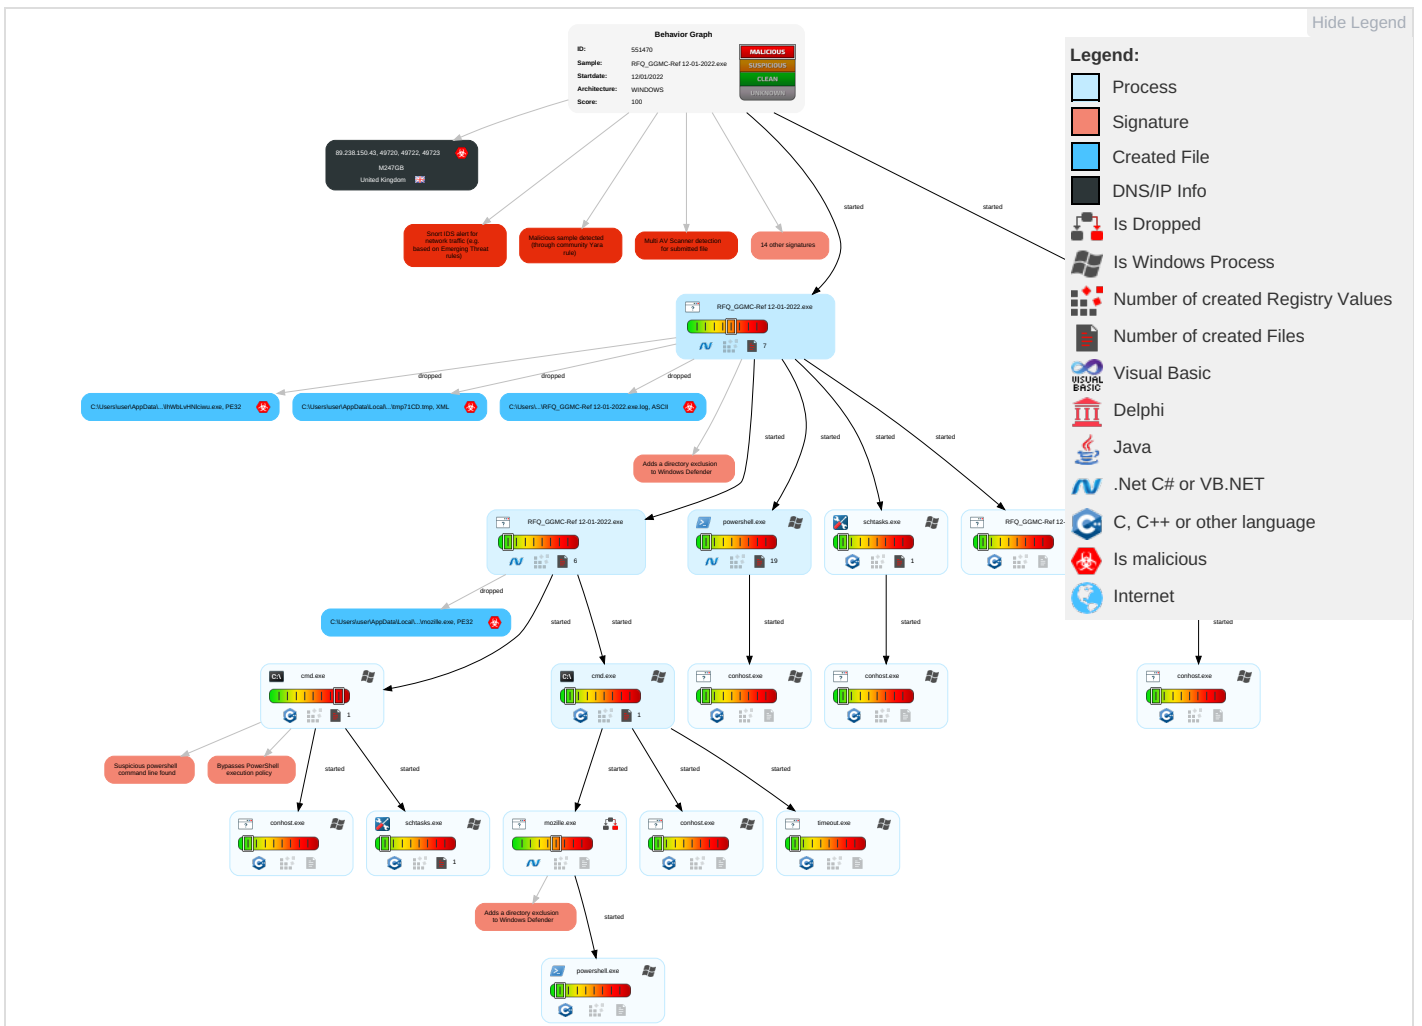 Hide Legend
Behavior Graph
ID: 551470
Sample: RFQ_GGMC-Ref 12-01-2022.exe
Startdate: 12/01/2022
Architecture: WINDOWS
Score: 100
MALICIOUS
SUSPICIOUS
CLEAN
UNKNOWN
Legend:
Process
Signature
Created File
DNS/IP Info
Is Dropped
Is Windows Process
Number of created Registry Values
Number of created Files
VISUAL
BASIC
Visual Basic
Delphi
Java
.Net C# or VB.NET
C, C++ or other language
Is malicious
Internet
89.238.150.43, 49720, 49722, 49723
M247GB
United Kingdom
started
started
Snort IDS alert for
network traffic (e.g.
based on Emerging Threat
rules)
Malicious sample detected
(through community Yara
rule)
Multi AV Scanner detection
for submitted file
14 other signatures
RFQ_GGMC-Ref 12-01-2022.exe
7
dropped
dropped
dropped
C:\Users\user\AppData\...\IhWbLvHNlciwu.exe, PE32
C:\Users\user\AppData\Local\...\tmp71CD.tmp, XML
C:\Users\...\RFQ_GGMC-Ref 12-01-2022.exe.log, ASCII
started
started
started
started
Adds a directory exclusion
to Windows Defender
RFQ_GGMC-Ref 12-01-2022.exe
6
powershell.exe
19
schtasks.exe
1
RFQ_GGMC-Ref 12-
dropped
C:\Users\user\AppData\Local\...\mozille.exe, PE32
started
started
started
started
started
cmd.exe
C:\
1
cmd.exe
C:\
1
conhost.exe
conhost.exe
conhost.exe
Suspicious powershell
command line found
Bypasses PowerShell
execution policy
started
started
started
started
started
conhost.exe
schtasks.exe
1
mozille.exe
conhost.exe
timeout.exe
Adds a directory exclusion
to Windows Defender
started
powershell.exe